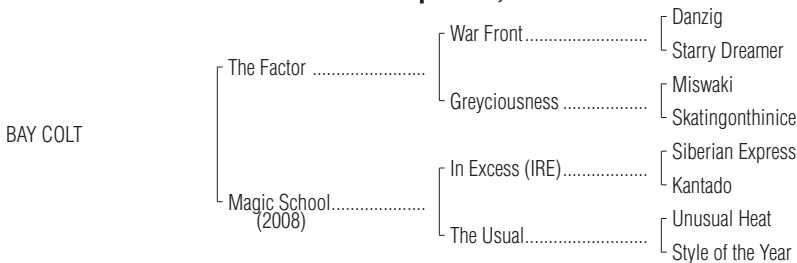 Danzig
War Front
Starry Dreamer
The Factor
Miswaki
Greyciousness
Skatingonthinice
BAY COLT
Siberian Express
In Excess (IRE)
Kantado
Magic School
(2008)
Unusual Heat
The Usual
Style of the Year